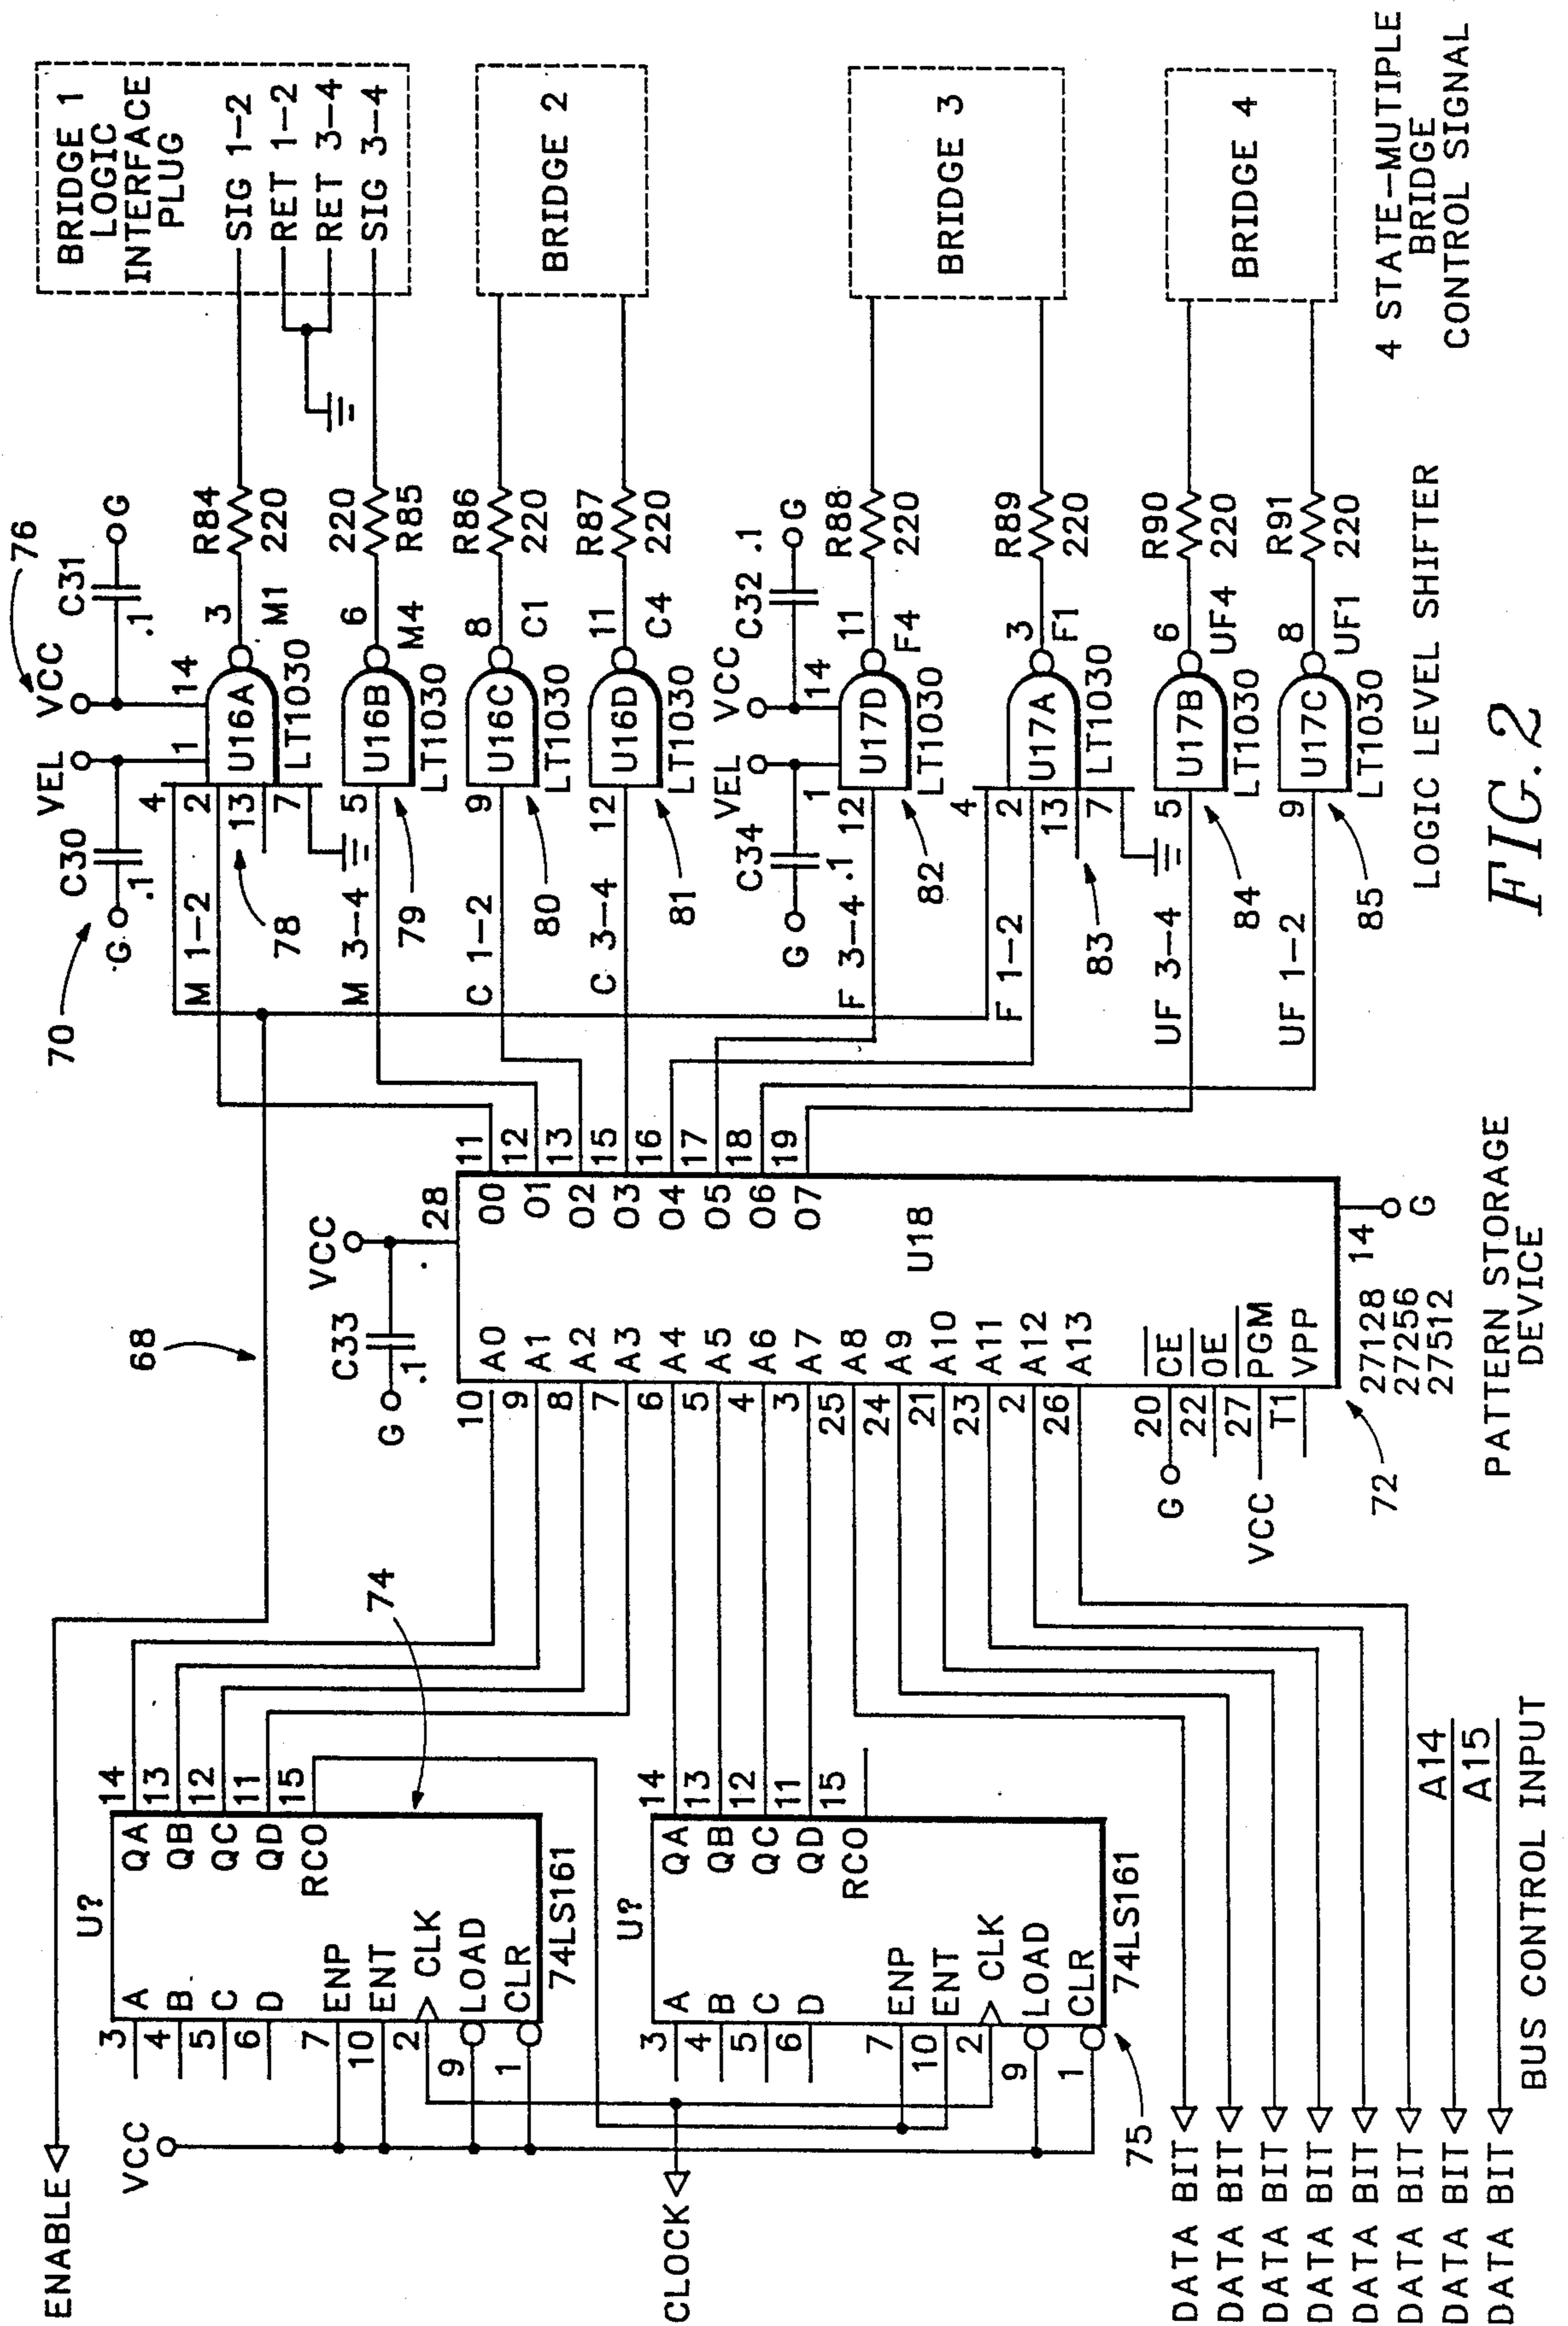 ENABLE
VCC
CLOCK
U?
3 A
4 B
5 C
6 D
7 ENP
10 ENT
2 CLK
9 LOAD
1 CLR
QA 14
QB 13
QC 12
QD 11
RCO 15
74LS161
74
U?
3 A
4 B
5 C
6 D
7 ENP
10 ENT
2 CLK
9 LOAD
1 CLR
QA 14
QB 13
QC 12
QD 11
RCO 15
74LS161
75
DATA BIT
DATA BIT
DATA BIT
DATA BIT
DATA BIT
DATA BIT
DATA BIT A14
DATA BIT A15
BUS CONTROL INPUT
68
VCC
C33
G
.1
28
10 A0
9 A1
8 A2
7 A3
6 A4
5 A5
4 A6
3 A7
25 A8
24 A9
21 A10
23 A11
2 A12
26 A13
G 20 CE
22 OE
VCC 27 PGM
T1 VPP
U18
O0 11
O1 12
O2 13
O3 15
O4 16
O5 17
O6 18
O7 19
14
G
72
27128
27256
27512
PATTERN STORAGE
DEVICE
70
76
C30
G
.1
VEL
VCC
C31
G
.1
4
M 1-2
2
13
7
1
14
U16A
LT1030
3
M1
R84
220
78
M 3-4
5
U16B
LT1030
6
M4
220
R85
79
C 1-2
9
U16C
LT1030
8
C1
R86
220
80
C 3-4
12
U16D
LT1030
11
C4
R87
220
81
C34
G
.1
VEL
VCC
C32
.1
G
F 3-4
12
1
14
U17D
LT1030
11
F4
R88
220
82
4
F 1-2
2
13
7
U17A
LT1030
3
F1
R89
220
83
UF 3-4
5
U17B
LT1030
6
UF4
R90
220
84
UF 1-2
9
U17C
LT1030
8
UF1
R91
220
85
LOGIC LEVEL SHIFTER
BRIDGE 1
LOGIC
INTERFACE
PLUG
SIG 1-2
RET 1-2
RET 3-4
SIG 3-4
BRIDGE 2
BRIDGE 3
BRIDGE 4
4 STATE-MUTIPLE
BRIDGE
CONTROL SIGNAL
FIG. 2